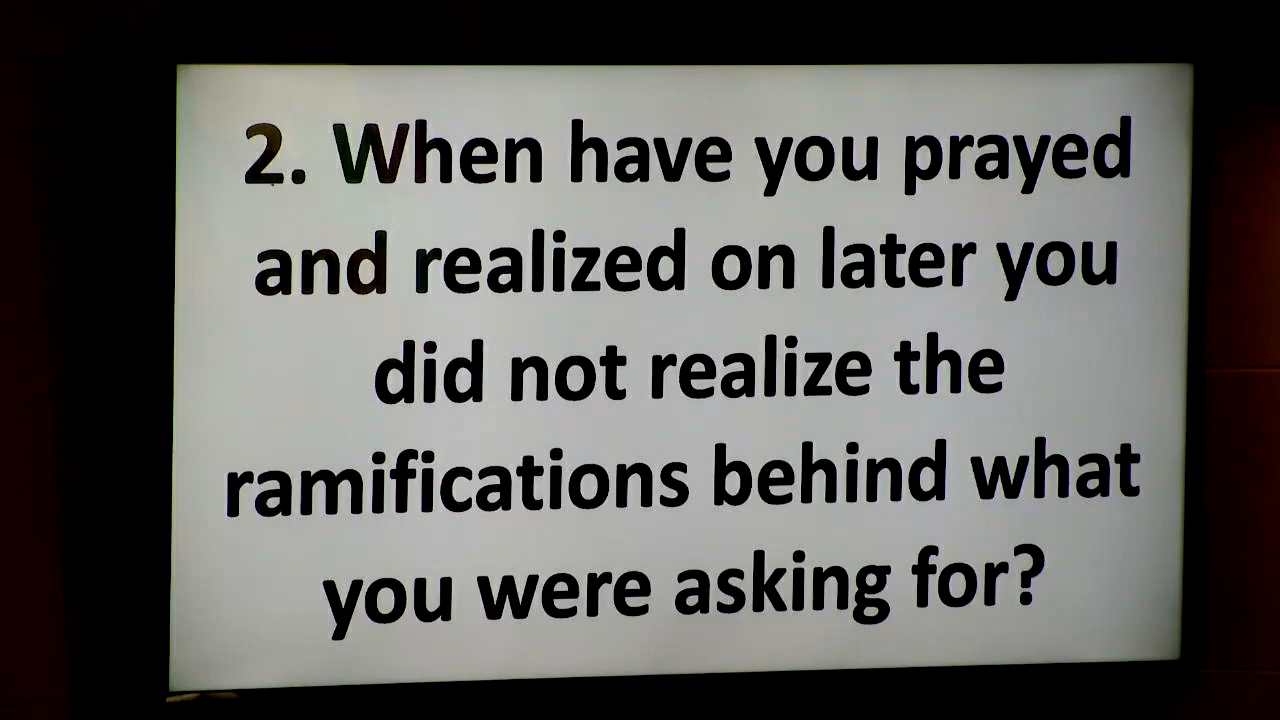 2. When have you prayed
and realized on later you
did not realize the
ramifications behind what
you were asking for?